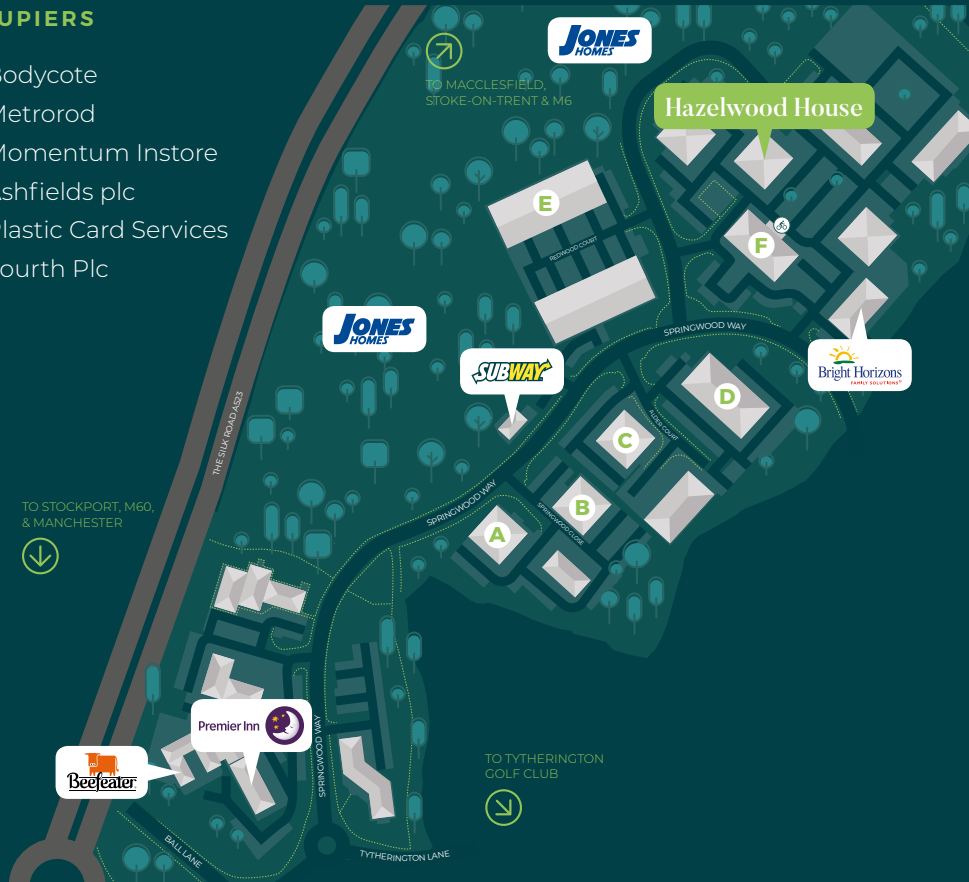 UPIERS
Bodycote
Metrorod
Momentum Instore
Ashfields plc
Plastic Card Services
ourth Plc
JONES
HOMES
TO MACCLESFIELD,
STOKE-ON-TRENT & M6
Hazelwood House
E
REDWOOD COURT
F
JONES
HOMES
SPRINGWOOD WAY
SUBWAY
Bright Horizons
FAMILY SOLUTIONS
D
ALDER COURT
C
THE SILK ROAD A523
TO STOCKPORT, M60,
& MANCHESTER
SPRINGWOOD WAY
B
SPRINGWOOD CLOSE
A
Premier Inn
SPRINGWOOD WAY
Beefeater
TO TYTHERINGTON
GOLF CLUB
BALL LANE
TYTHERINGTON LANE